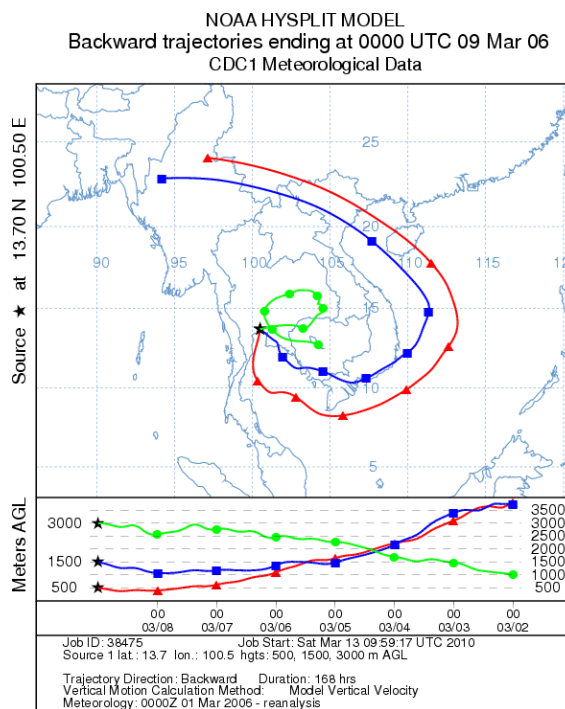 NOAA HYSPLIT MODEL
Backward trajectories ending at 0000 UTC 09 Mar 06
CDC1 Meteorological Data
Source ★ at 13.70 N 100.50 E
25
20
90 95 100 105 110 115 120
15
10
5
Meters AGL
3000
1500
500
3500
3000
2500
2000
1500
1000
500
00 00 00 00 00 00 00
03/08 03/07 03/06 03/05 03/04 03/03 03/02
Job ID: 38475 Job Start: Sat Mar 13 09:59:17 UTC 2010
Source 1 lat.: 13.7 lon.: 100.5 hgts: 500, 1500, 3000 m AGL
Trajectory Direction: Backward Duration: 168 hrs
Vertical Motion Calculation Method: Model Vertical Velocity
Meteorology: 0000Z 01 Mar 2006 - reanalysis